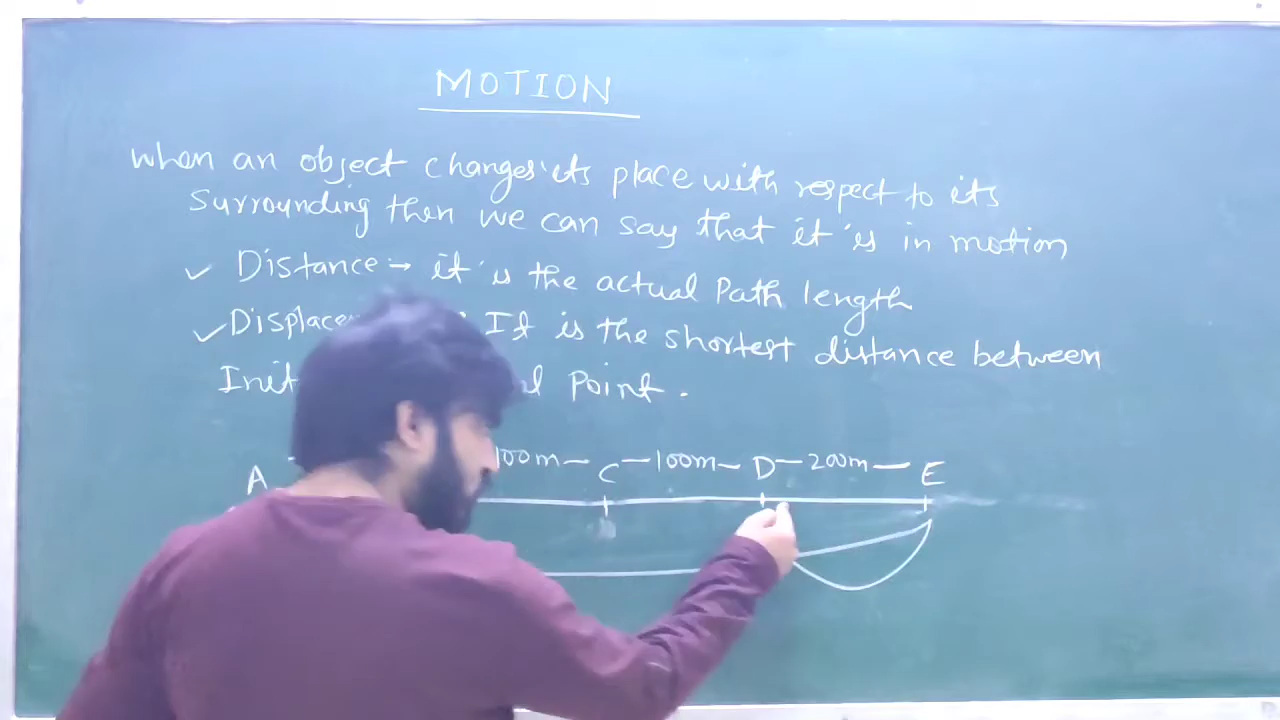 MOTION
when an object changes its place with respect to its
surrounding then we can say that it is in motion
✓ Distance → it is the actual Path length
✓ Displace It is the shortest distance between
Init Point.
A 100m C 100m D 200m E